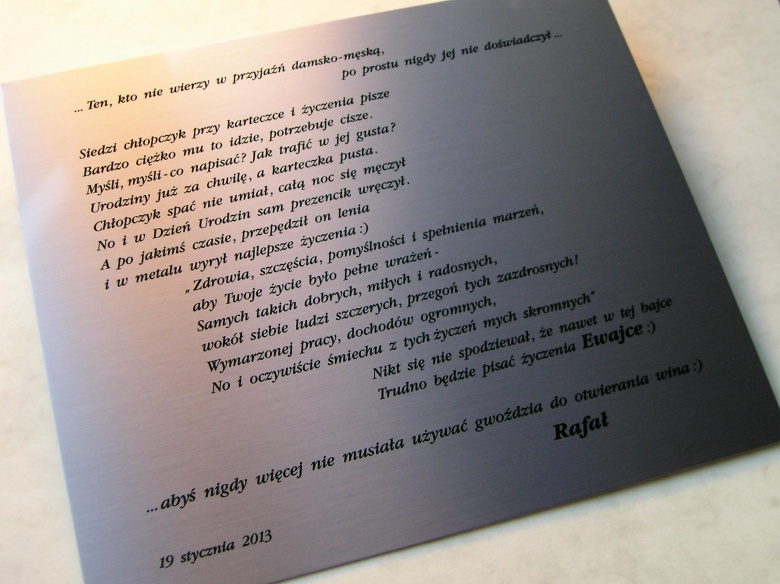 ... Ten, kto nie wierzy w przyjaźń damsko-męską,
po prostu nigdy jej nie doświadczył ...
Siedzi chłopczyk przy karteczce i życzenia pisze
Bardzo ciężko mu to idzie, potrzebuje cisze.
Myśli, myśli - co napisać? Jak trafić w jej gusta?
Urodziny już za chwilę, a karteczka pusta.
Chłopczyk spać nie umiał, całą noc się męczył
No i w Dzień Urodzin sam prezencik wręczył.
A po jakimś czasie, przepędził on lenia
i w metalu wyrył najlepsze życzenia :)
„Zdrowia, szczęścia, pomyślności i spełnienia marzeń,
aby Twoje życie było pełne wrażeń -
Samych takich dobrych, miłych i radosnych,
wokół siebie ludzi szczerych, przegoń tych zazdrosnych!
Wymarzonej pracy, dochodów ogromnych,
No i oczywiście śmiechu z tych życzeń mych skromnych"
Nikt się nie spodziewał, że nawet w tej bajce
Trudno będzie pisać życzenia Ewajce :)
...abyś nigdy więcej nie musiała używać gwoździa do otwierania wina :)
Rafał
19 stycznia 2013